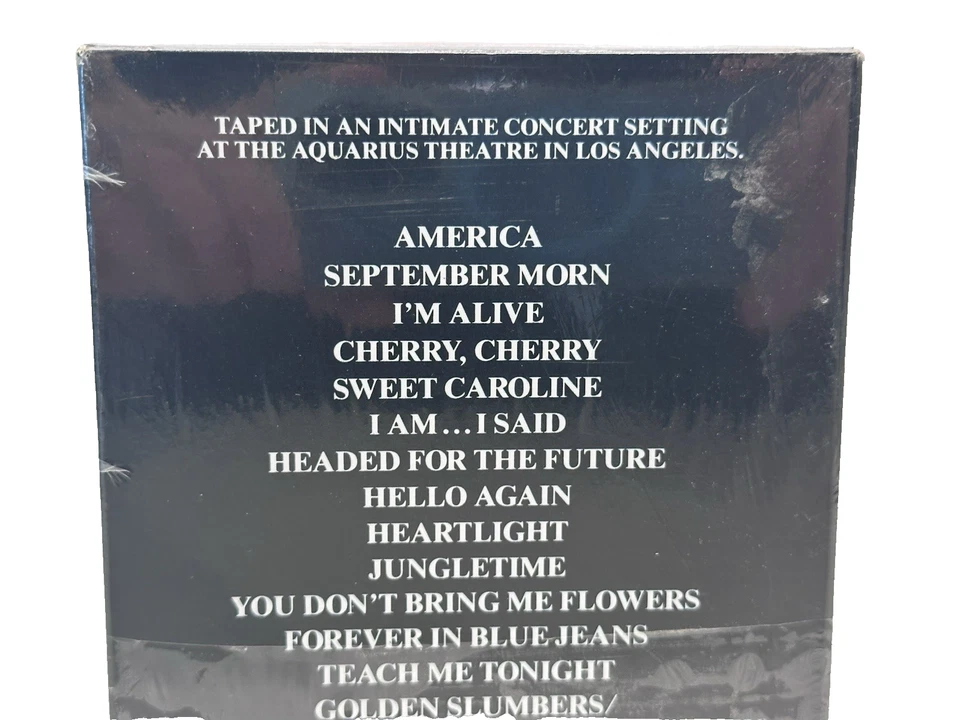 TAPED IN AN INTIMATE CONCERT SETTING
AT THE AQUARIUS THEATRE IN LOS ANGELES.
AMERICA
SEPTEMBER MORN
I'M ALIVE
CHERRY, CHERRY
SWEET CAROLINE
I AM...I SAID
HEADED FOR THE FUTURE
HELLO AGAIN
HEARTLIGHT
JUNGLETIME
YOU DON'T BRING ME FLOWERS
FOREVER IN BLUE JEANS
TEACH ME TONIGHT
GOLDEN SLUMBERS/